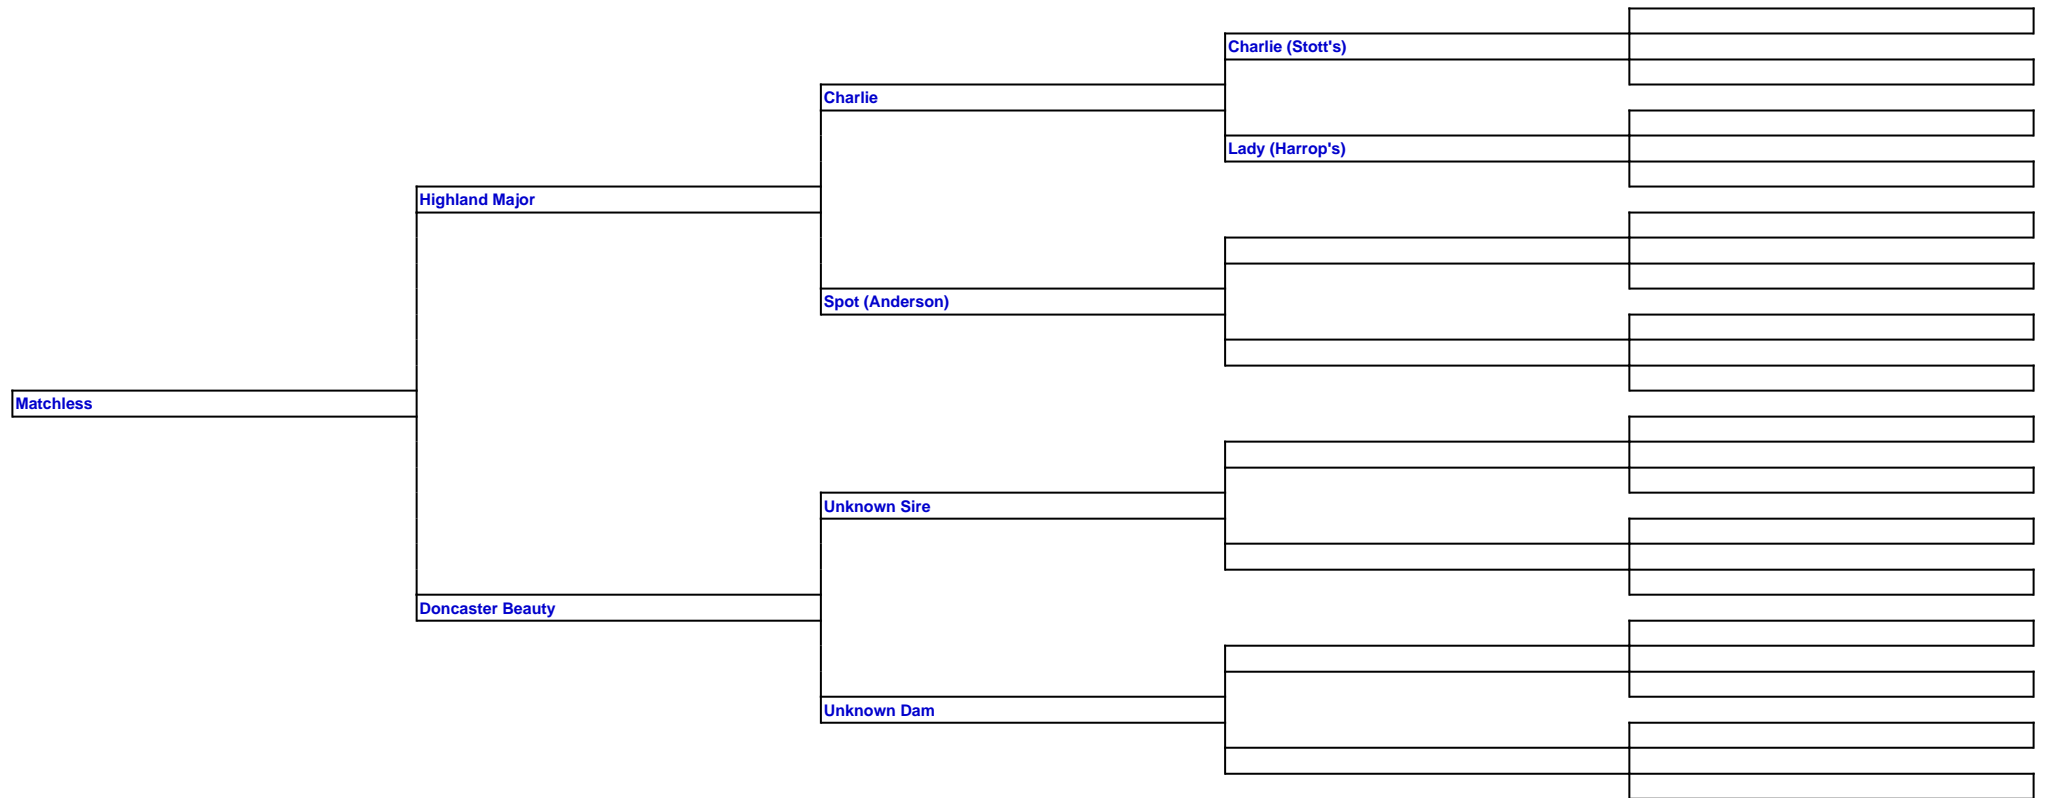 Charlie (Stott's)
Charlie
Lady (Harrop's)
Highland Major
Spot (Anderson)
Matchless
Unknown Sire
Doncaster Beauty
Unknown Dam